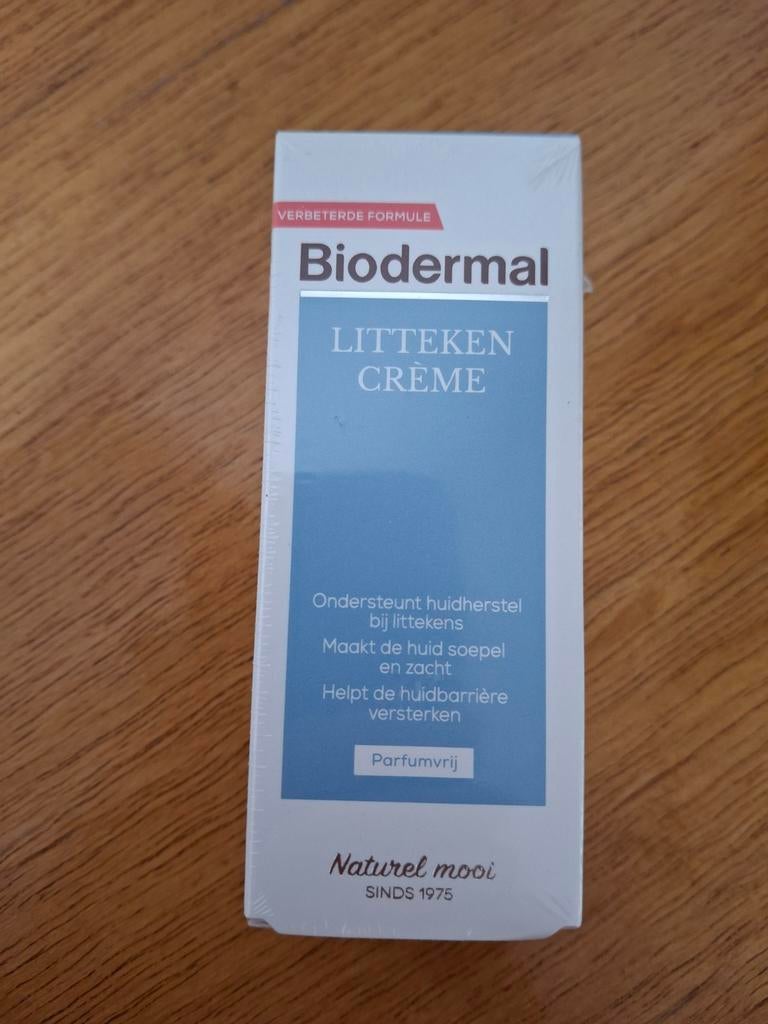 VERBETERDE FORMULE
Biodermal
LITTEKEN
CRÈME
Ondersteunt huidherstel
bij littekens
Maakt de huid soepel
en zacht
Helpt de huidbarrière
versterken
Parfumvrij
Naturel mooi
SINDS 1975